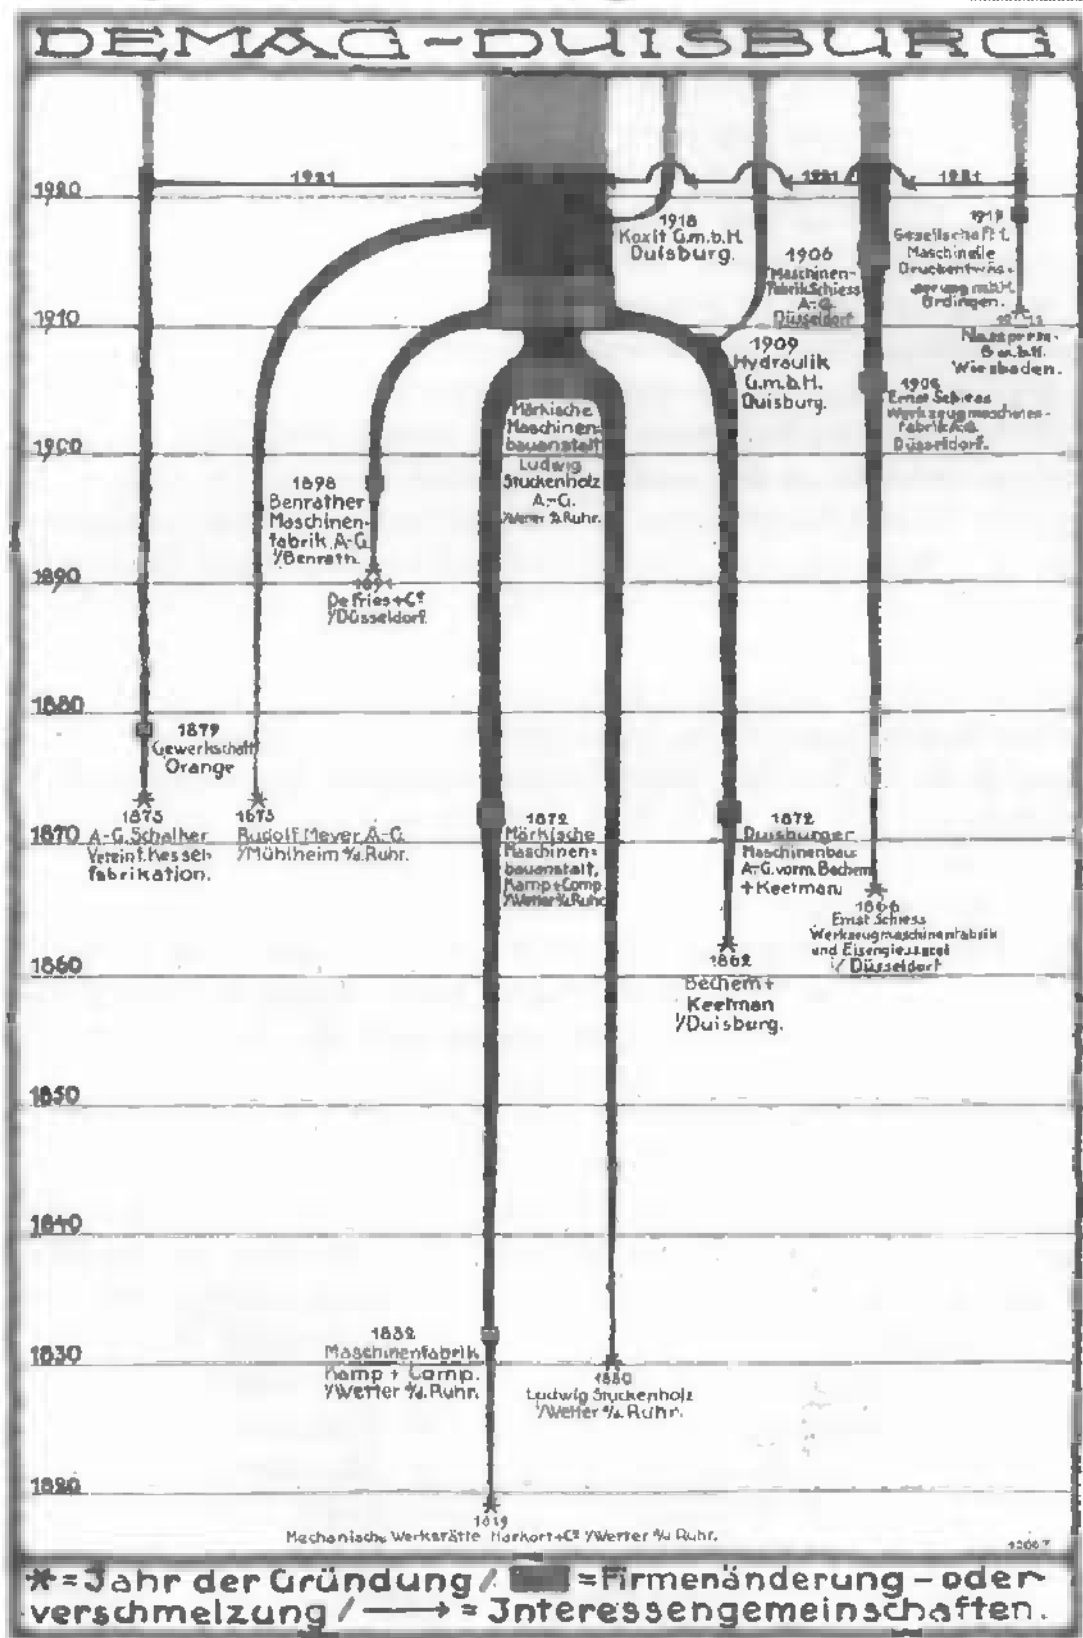 DEMAG-DUISBURG
1921
1921
1921
1920
1918
Koxit G.m.b.H.
Duisburg.
1906
Maschinen-
fabrik Schiess
A.-G.
Düsseldorf
Gesellschaft f.
Maschinelle
Druckentwäs-
serung m.b.H.
Ürdingen.
1910
1909
Hydraulik
G.m.b.H.
Duisburg.
G.m.b.H.
Wiesbaden.
Ernst Schiess
Werkzeugmaschinen-
fabrik A.G.
Düsseldorf.
Märkische
Maschinen-
bauanstalt
Ludwig
Stuckenholz
A.-G.
i/Wetter a/d. Ruhr.
1900
1898
Benrather
Maschinen-
fabrik A-G
i/Benrath.
1890
1891
De Fries + Co
i/Düsseldorf.
1880
1879
Gewerkschaft
Orange
1873
A.-G. Schalker
Vereint. Kessel-
fabrikation.
1873
Rudolf Meyer A.-G.
i/Mühlheim a/d. Ruhr.
1870
1872
Märkische
Maschinen-
bauanstalt,
Kamp + Comp.
i/Wetter a/d. Ruhr.
1872
Duisburger
Maschinenbau-
A.-G. vorm. Bechem
+ Keetman
1866
Ernst Schiess
Werkzeugmaschinenfabrik
und Eisengiesserei
i/ Düsseldorf
1860
1862
Bechem +
Keetman
i/Duisburg.
1850
1840
1830
1832
Maschinenfabrik
Kamp + Comp.
i/Wetter a/d. Ruhr.
1830
Ludwig Stuckenholz
i/Wetter a/d. Ruhr.
1820
1819
Mechanische Werkstätte Harkort + Co i/Wetter a/d Ruhr.
* = Jahr der Gründung / = Firmenänderung - oder
verschmelzung / ⟶ = Interessengemeinschaften.